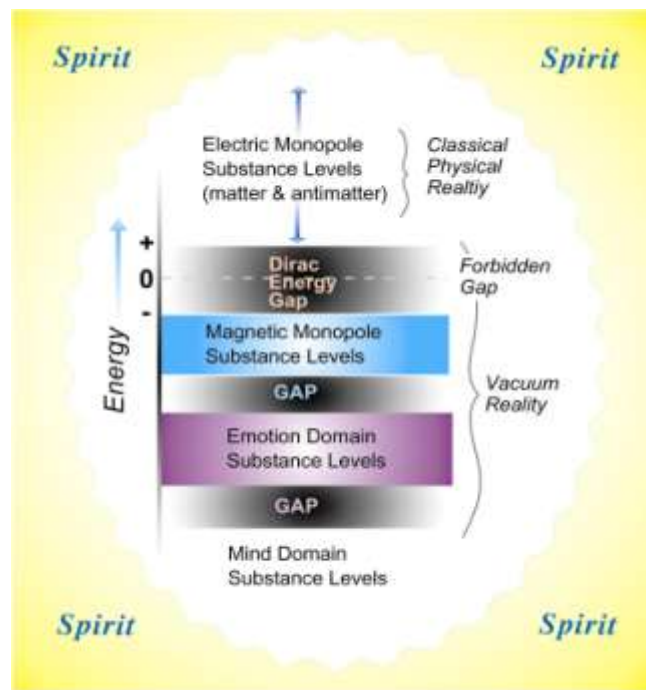 Spirit
Spirit
Electric Monopole
Substance Levels
(matter & antimatter)
Classical
Physical
Realtiy
+
0
-
Energy
Dirac
Energy
Gap
Forbidden
Gap
Magnetic Monopole
Substance Levels
GAP
Vacuum
Reality
Emotion Domain
Substance Levels
GAP
Mind Domain
Substance Levels
Spirit
Spirit